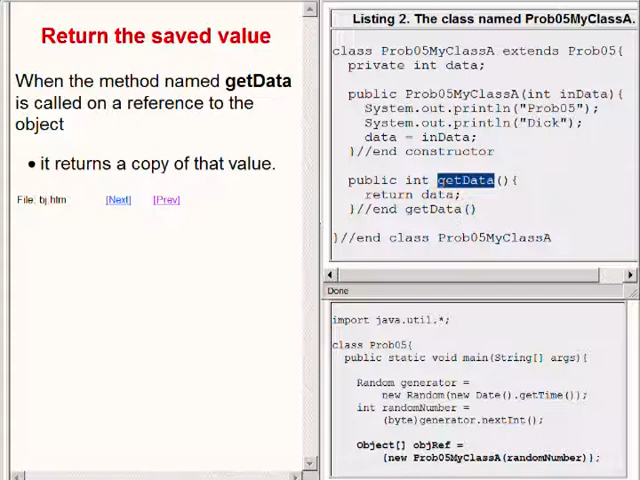 Return the saved value
When the method named getData
is called on a reference to the
object
• it returns a copy of that value.
File: bj.htm [Next] [Prev]
Listing 2. The class named Prob05MyClassA.
class Prob05MyClassA extends Prob05{
private int data;
public Prob05MyClassA(int inData){
System.out.println("Prob05");
System.out.println("Dick");
data = inData;
}//end constructor
public int getData(){
return data;
}//end getData()
}//end class Prob05MyClassA
Done
import java.util.*;
class Prob05{
public static void main(String[] args){
Random generator =
new Random(new Date().getTime());
int randomNumber =
(byte)generator.nextInt();
Object[] objRef =
{new Prob05MyClassA(randomNumber)};